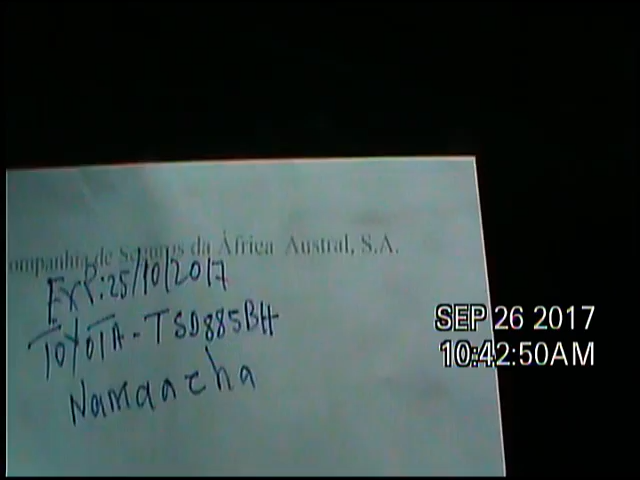 ompanhia de Seguros da África Austral, S.A.
Exp:25/10/2017
TOYOTA-TSD885BH
Namaacha
SEP 26 2017
10:42:50AM